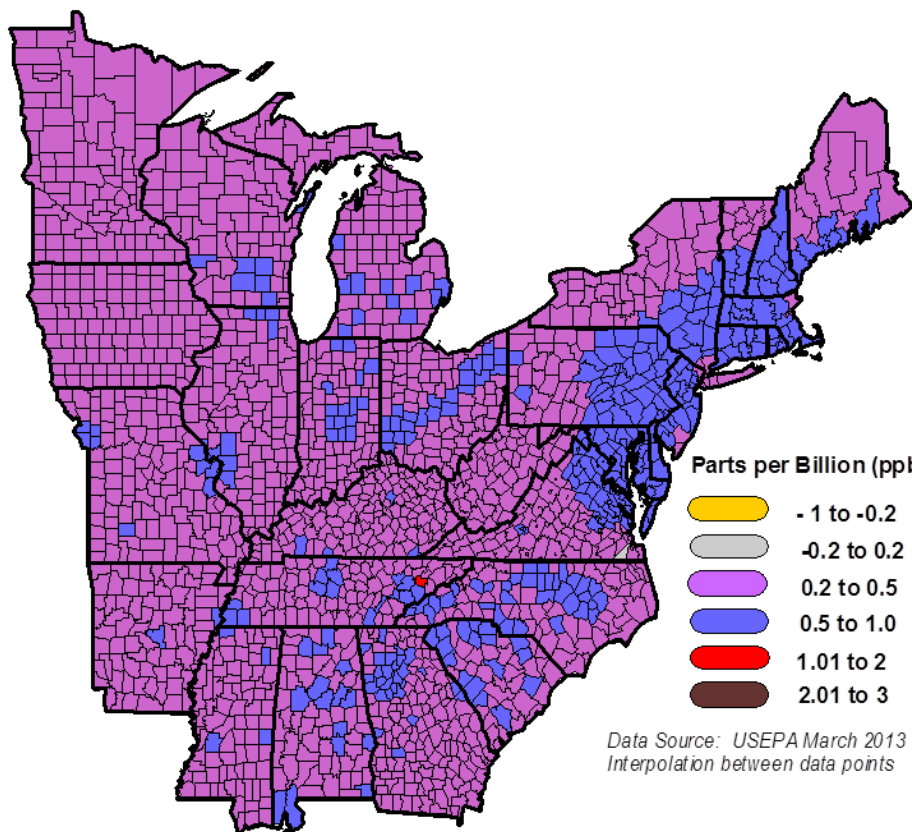 Parts per Billion (ppb
- 1 to -0.2
-0.2 to 0.2
0.2 to 0.5
0.5 to 1.0
1.01 to 2
2.01 to 3
Data Source: USEPA March 2013
Interpolation between data points